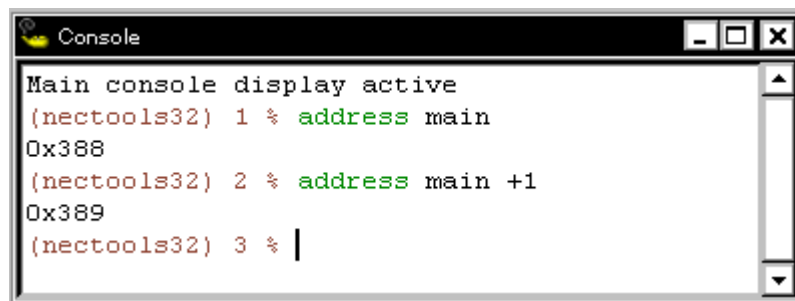 Console
Main console display active
(nectools32) 1 % address main
0x388
(nectools32) 2 % address main +1
0x389
(nectools32) 3 %